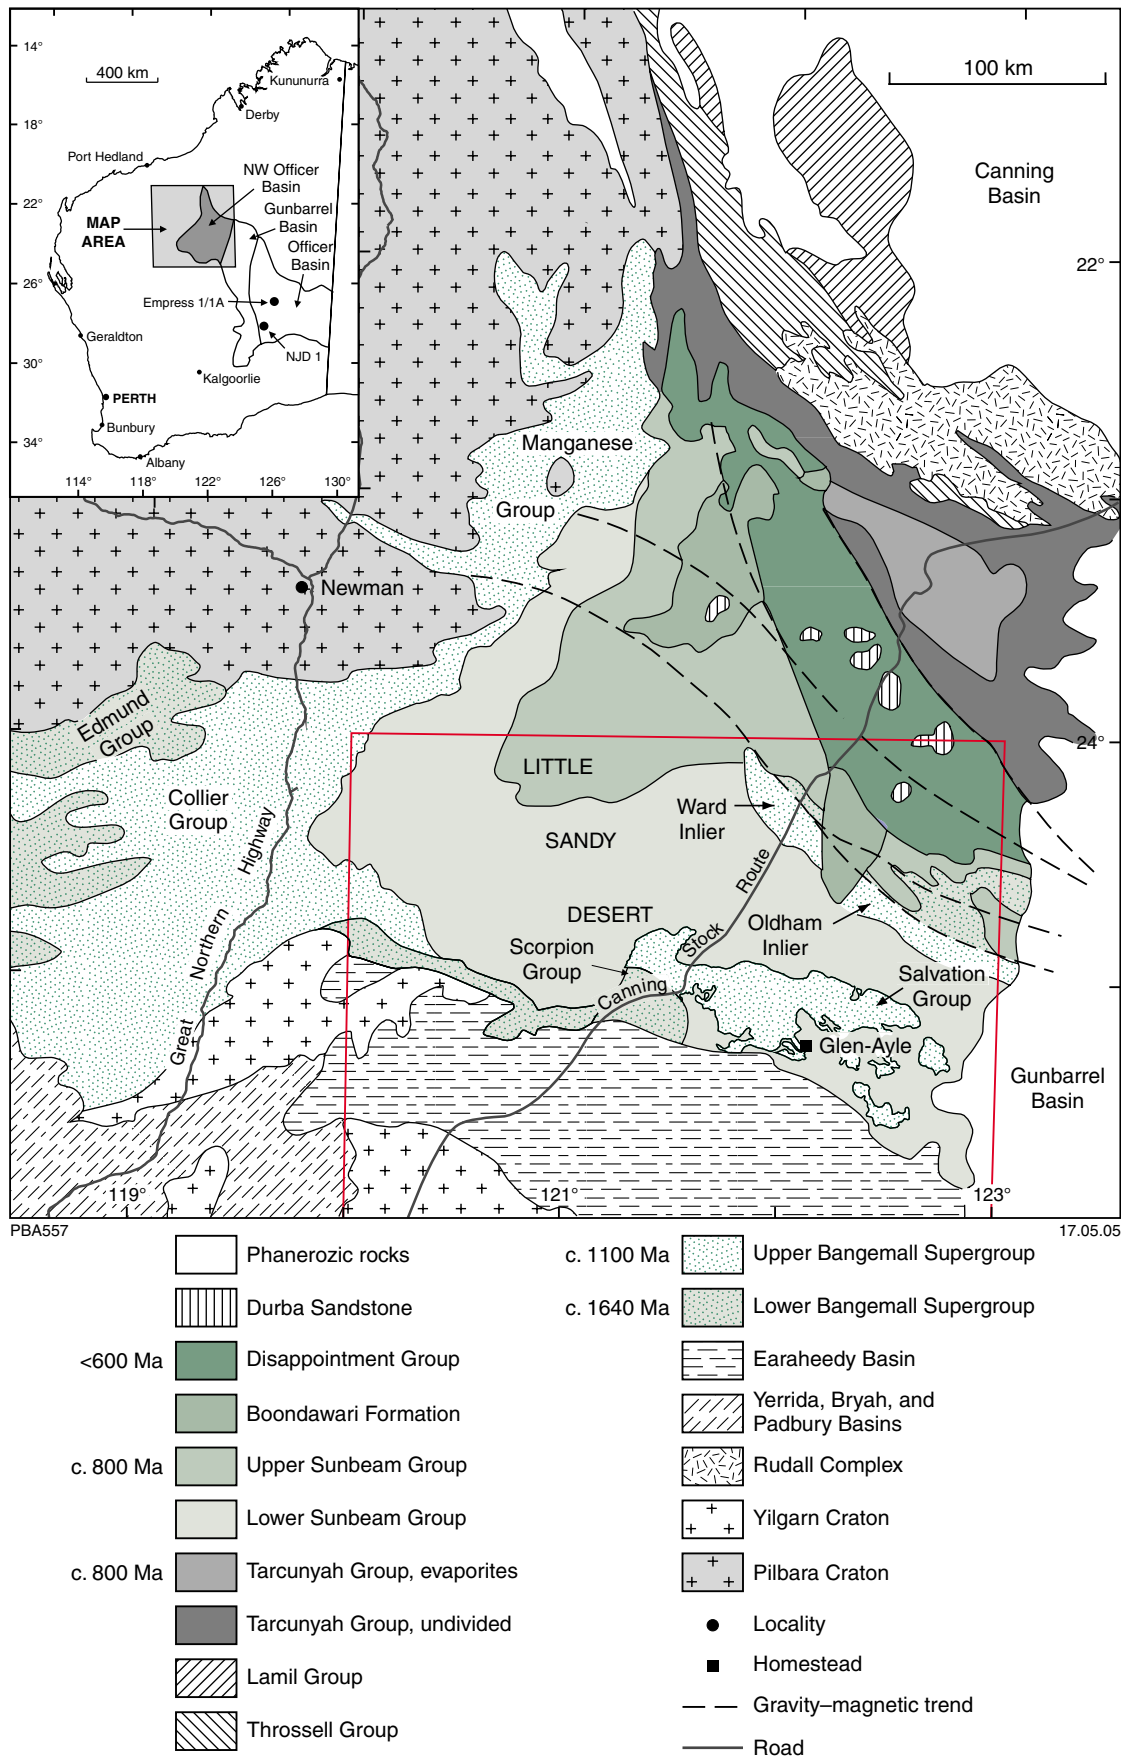 14°
18°
22°
26°
30°
34°
400 km
Kununurra
Derby
Port Hedland
NW Officer
Basin
Gunbarrel
Basin
Officer
Basin
MAP
AREA
Empress 1/1A
NJD 1
Geraldton
Kalgoorlie
PERTH
Bunbury
Albany
114°
118°
122°
126°
130°
100 km
Canning
Basin
22°
Manganese
Group
Newman
Edmund
Group
24°
LITTLE
Collier
Group
Ward
Inlier
SANDY
Great
Northern
Highway
DESERT
Canning
Stock
Route
Oldham
Inlier
Scorpion
Group
Salvation
Group
Glen-Ayle
Gunbarrel
Basin
119°
121°
123°
PBA557
17.05.05
Phanerozic rocks
Durba Sandstone
<600 Ma
Disappointment Group
Boondawari Formation
c. 800 Ma
Upper Sunbeam Group
Lower Sunbeam Group
c. 800 Ma
Tarcunyah Group, evaporites
Tarcunyah Group, undivided
Lamil Group
Throssell Group
c. 1100 Ma
Upper Bangemall Supergroup
c. 1640 Ma
Lower Bangemall Supergroup
Earaheedy Basin
Yerrida, Bryah, and
Padbury Basins
Rudall Complex
Yilgarn Craton
Pilbara Craton
Locality
Homestead
Gravity–magnetic trend
Road